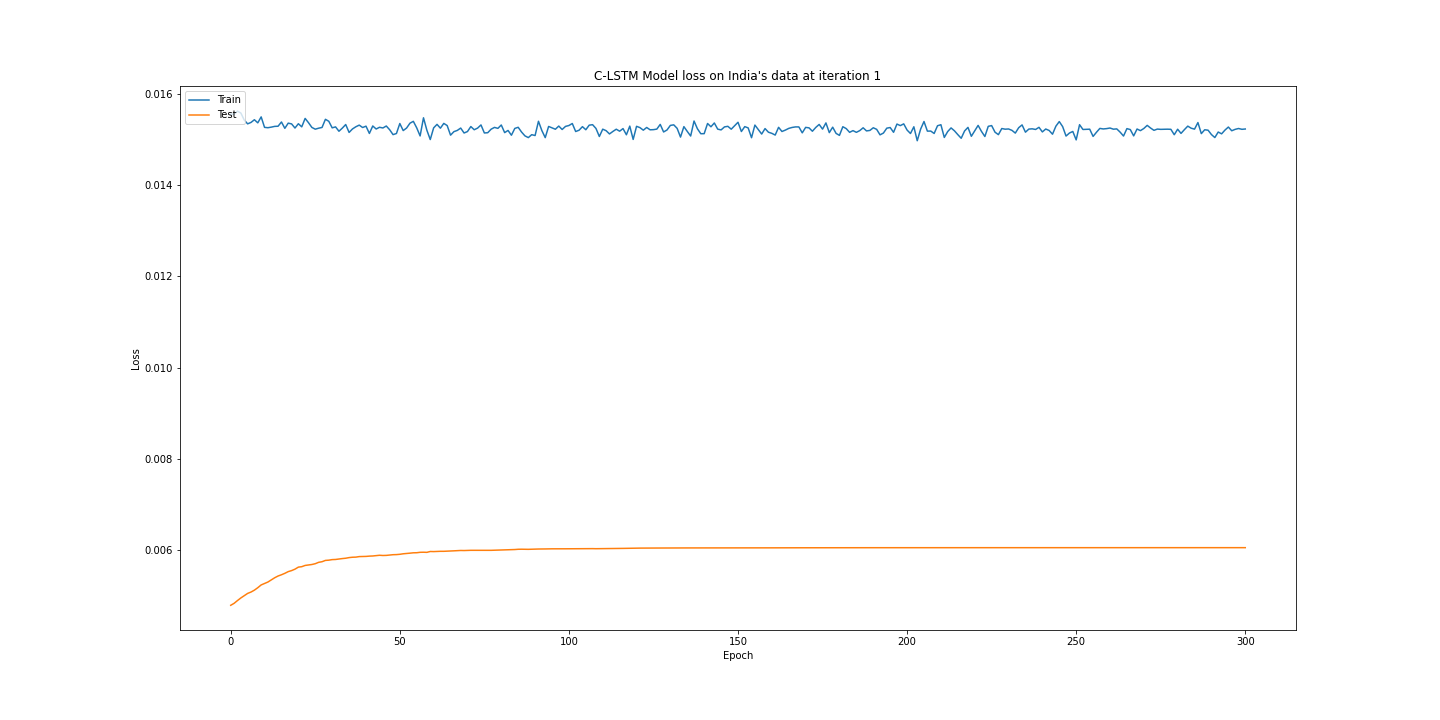 C-LSTM Model loss on India's data at iteration 1
Train
Test
0.016
0.014
0.012
0.010
0.008
0.006
Loss
0 50 100 150 200 250 300
Epoch